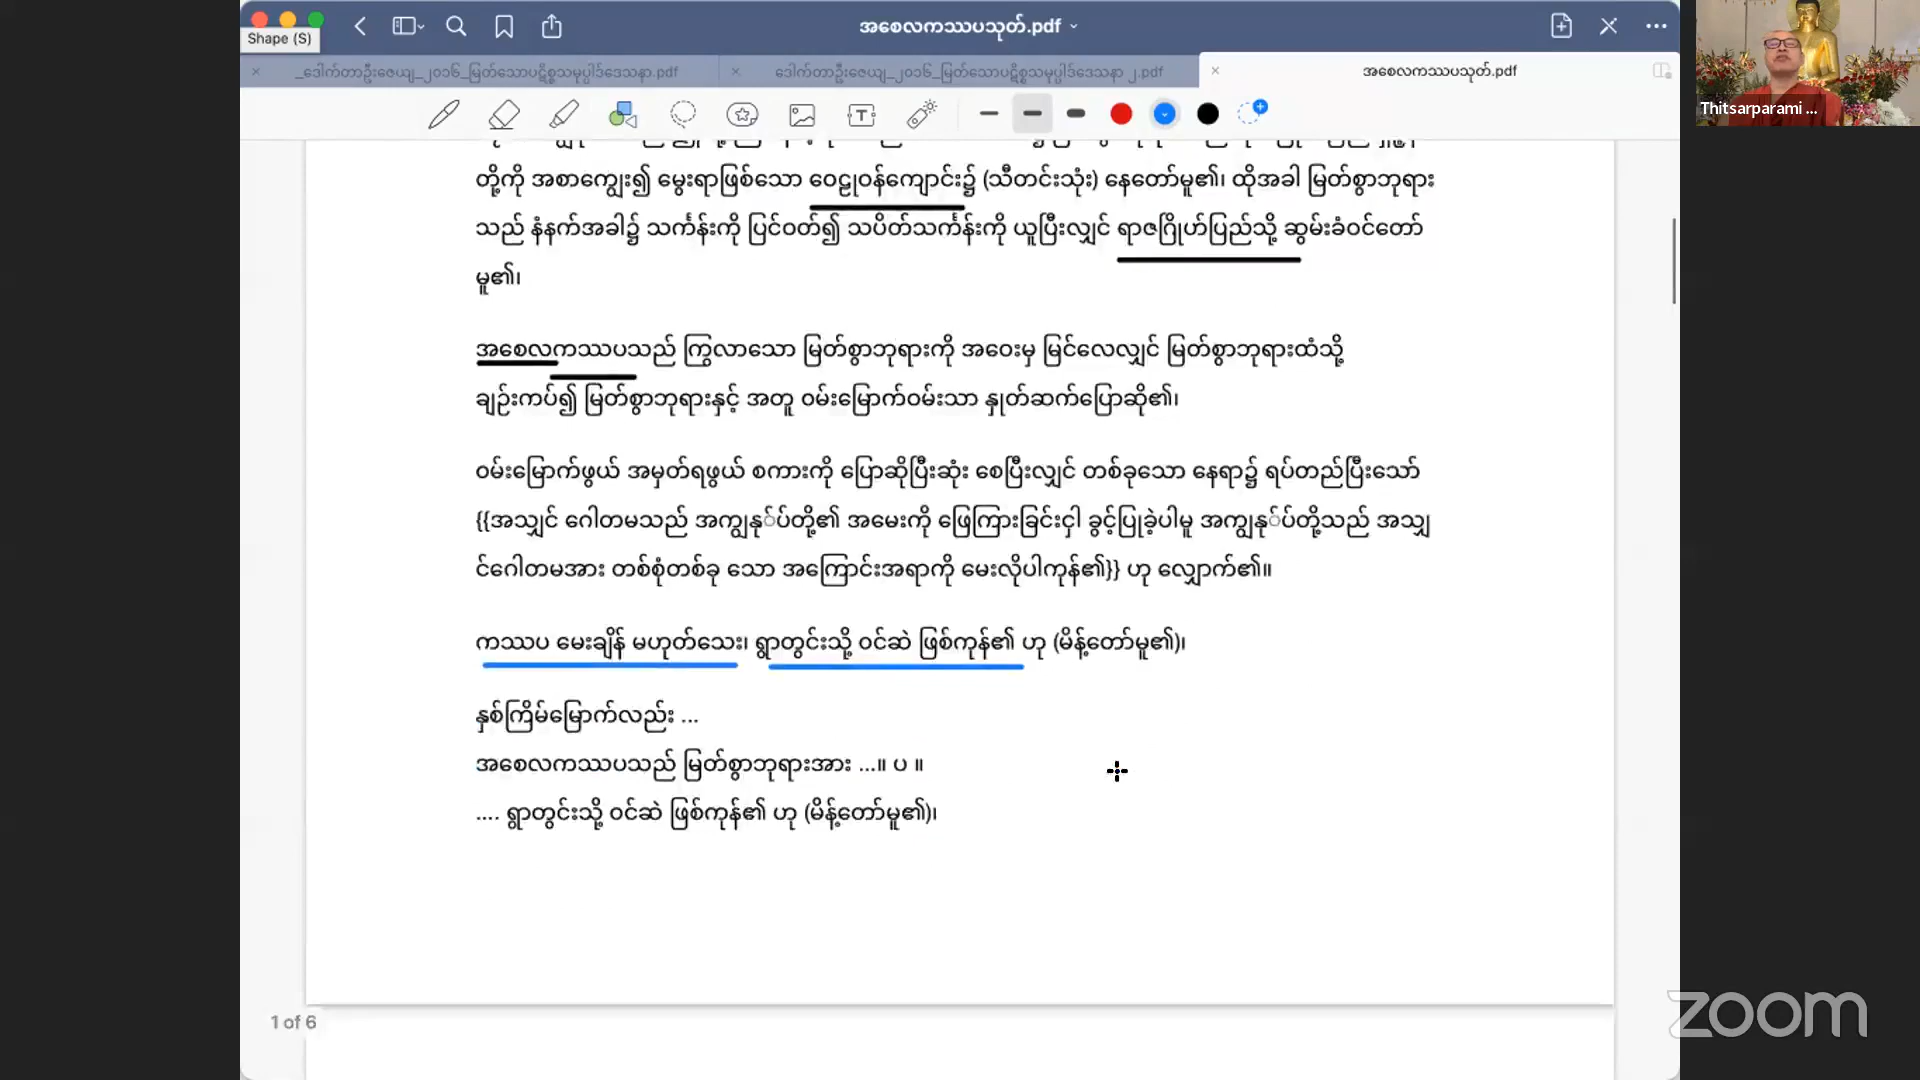 အစေလကဿပသုတ်.pdf
Shape (S)
_ဒေါက်တာဦးဇေယျ_၂၀၁၆_မြတ်သောပဋိစ္စသမုပ္ပါဒ်ဒေသနာ.pdf
ဒေါက်တာဦးဇေယျ_၂၀၁၆_မြတ်သောပဋိစ္စသမုပ္ပါဒ်ဒေသနာ ၂.pdf
အစေလကဿပသုတ်.pdf
Thitsarparami ...
တို့ကို အစာကျွေး၍ မွေးရာဖြစ်သော ဝေဠုဝန်ကျောင်း၌ (သီတင်းသုံး) နေတော်မူ၏၊ ထိုအခါ မြတ်စွာဘုရား
သည် နံနက်အခါ၌ သင်္ကန်းကို ပြင်ဝတ်၍ သပိတ်သင်္ကန်းကို ယူပြီးလျှင် ရာဇဂြိုဟ်ပြည်သို့ ဆွမ်းခံဝင်တော်
မူ၏၊
အစေလကဿပသည် ကြွလာသော မြတ်စွာဘုရားကို အဝေးမှ မြင်လေလျှင် မြတ်စွာဘုရားထံသို့
ချဉ်းကပ်၍ မြတ်စွာဘုရားနှင့် အတူ ဝမ်းမြောက်ဝမ်းသာ နှုတ်ဆက်ပြောဆို၏၊
ဝမ်းမြောက်ဖွယ် အမှတ်ရဖွယ် စကားကို ပြောဆိုပြီးဆုံး စေပြီးလျှင် တစ်ခုသော နေရာ၌ ရပ်တည်ပြီးသော်
{{အသျှင် ဂေါတမသည် အကျွနု်ပ်တို့၏ အမေးကို ဖြေကြားခြင်းငှါ ခွင့်ပြုခဲ့ပါမူ အကျွနု်ပ်တို့သည် အသျှ
င်ဂေါတမအား တစ်စုံတစ်ခု သော အကြောင်းအရာကို မေးလိုပါကုန်၏}} ဟု လျှောက်၏။
ကဿပ မေးချိန် မဟုတ်သေး၊ ရွာတွင်းသို့ ဝင်ဆဲ ဖြစ်ကုန်၏ ဟု (မိန့်တော်မူ၏)၊
နှစ်ကြိမ်မြောက်လည်း ...
အစေလကဿပသည် မြတ်စွာဘုရားအား ...။ ပ ။
.... ရွာတွင်းသို့ ဝင်ဆဲ ဖြစ်ကုန်၏ ဟု (မိန့်တော်မူ၏)၊
1 of 6
zoom